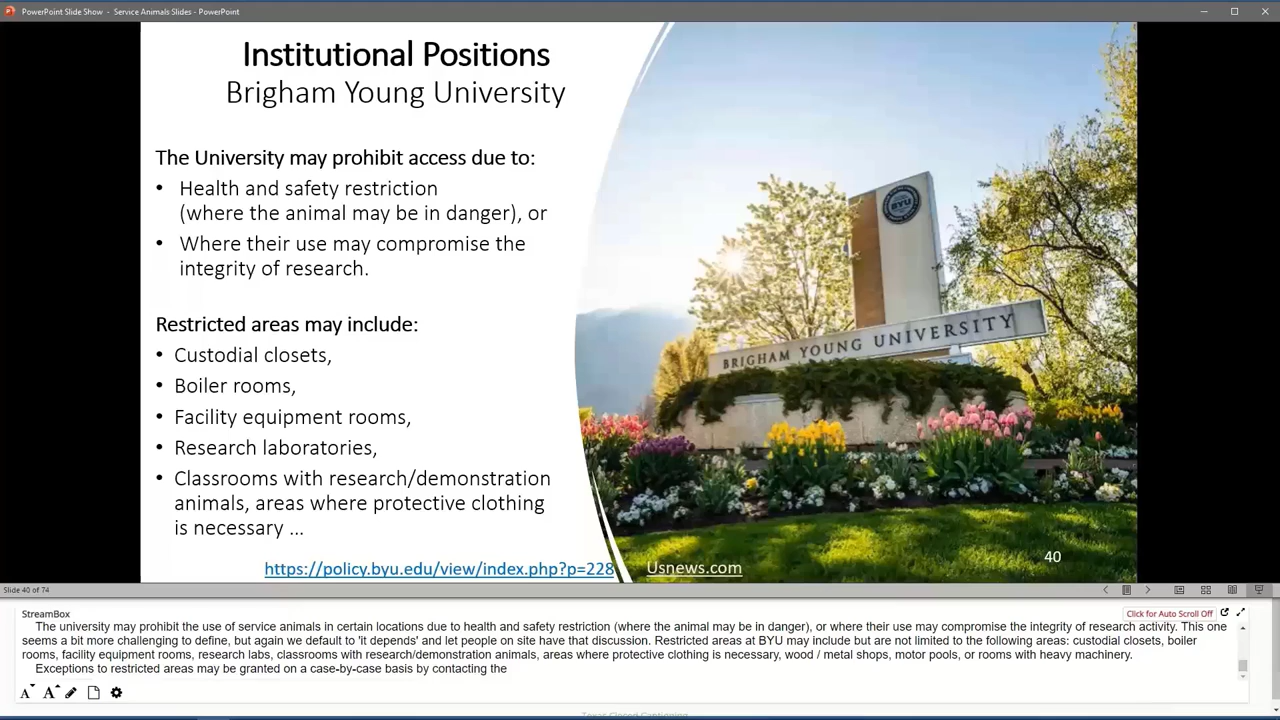 PowerPoint Slide Show - Service Animals Slides - PowerPoint
Institutional Positions
Brigham Young University
The University may prohibit access due to:
• Health and safety restriction
(where the animal may be in danger), or
• Where their use may compromise the
integrity of research.
Restricted areas may include:
• Custodial closets,
• Boiler rooms,
• Facility equipment rooms,
• Research laboratories,
• Classrooms with research/demonstration
animals, areas where protective clothing
is necessary ...
https://policy.byu.edu/view/index.php?p=228
BYU
BRIGHAM YOUNG UNIVERSITY
40
Usnews.com
Slide 40 of 74
StreamBox
Click for Auto Scroll Off
The university may prohibit the use of service animals in certain locations due to health and safety restriction (where the animal may be in danger), or where their use may compromise the integrity of research activity. This one
seems a bit more challenging to define, but again we default to 'it depends' and let people on site have that discussion. Restricted areas at BYU may include but are not limited to the following areas: custodial closets, boiler
rooms, facility equipment rooms, research labs, classrooms with research/demonstration animals, areas where protective clothing is necessary, wood / metal shops, motor pools, or rooms with heavy machinery.
Exceptions to restricted areas may be granted on a case-by-case basis by contacting the
A A
Texas Closed Captioning